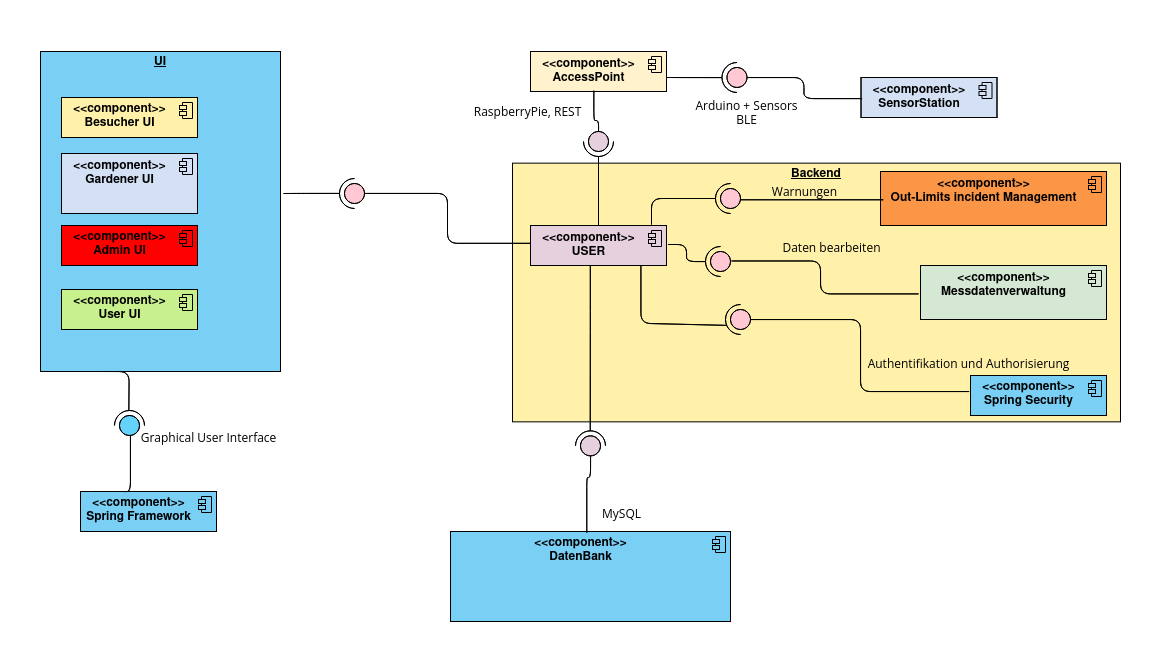 UI
<<component>>
Besucher UI
<<component>>
Gardener UI
<<component>>
Admin UI
<<component>>
User UI
Graphical User Interface
<<component>>
Spring Framework
<<component>>
AccessPoint
RaspberryPie, REST
Arduino + Sensors
BLE
<<component>>
SensorStation
Backend
<<component>>
USER
Warnungen
<<component>>
Out-Limits incident Management
Daten bearbeiten
<<component>>
Messdatenverwaltung
Authentifikation und Authorisierung
<<component>>
Spring Security
MySQL
<<component>>
DatenBank